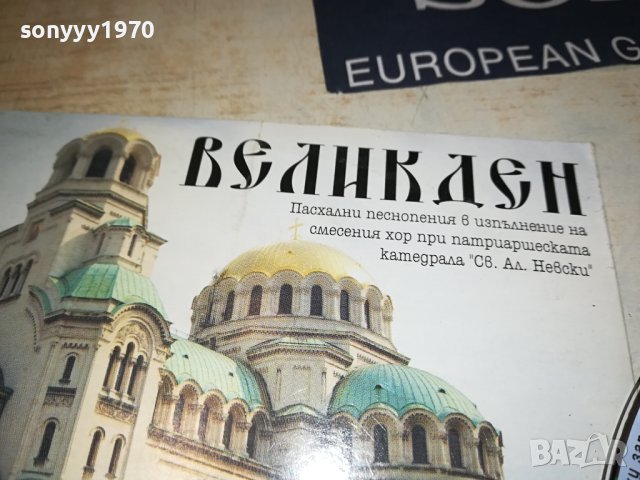 sonyyy1970
EUROPEAN G
ВЕЛИКДЕН
Пасхални песнопения в изпълнение на
смесения хор при патриаршеската
катедрала "Св. Ал. Невски"
BAZAR